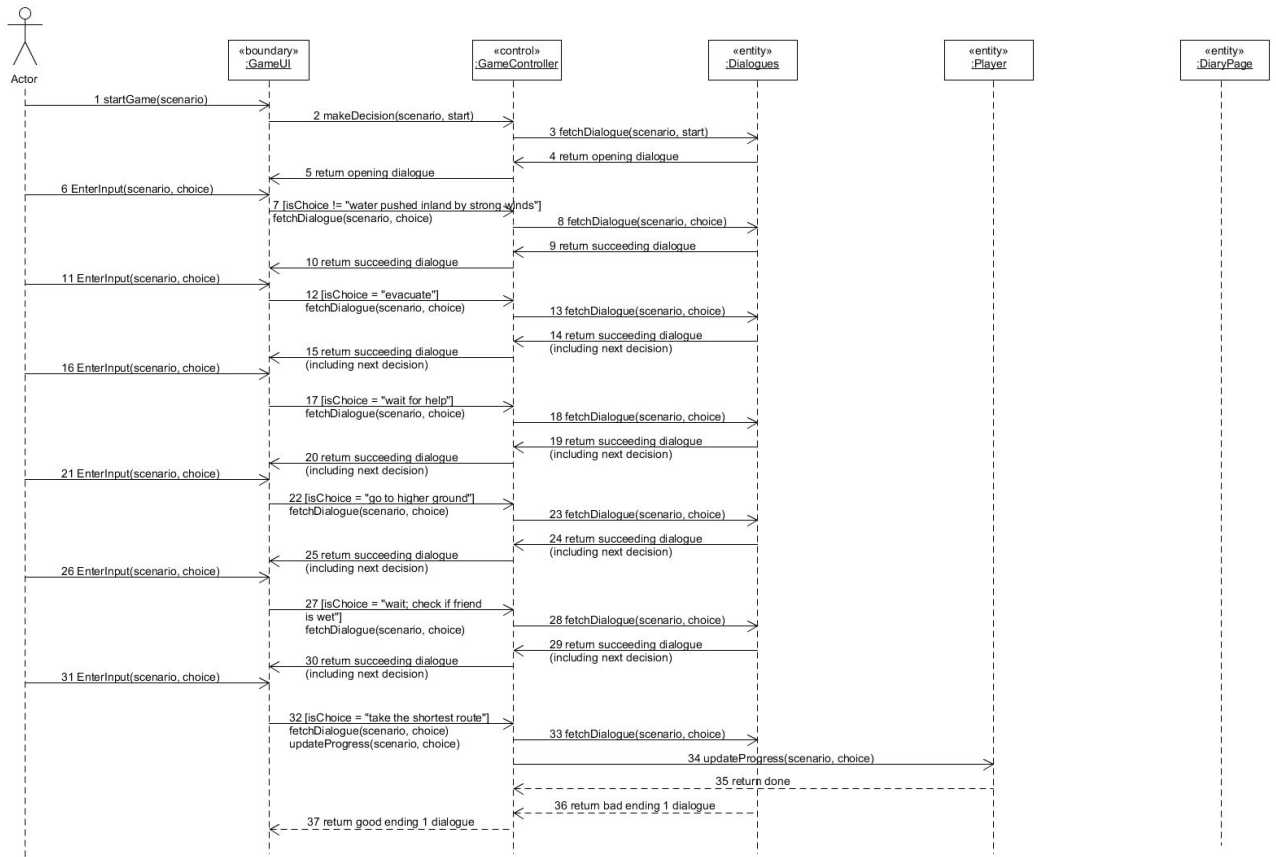 Actor
«boundary»
:GameUI
«control»
:GameController
«entity»
:Dialogues
«entity»
:Player
«entity»
:DiaryPage
1 startGame(scenario)
2 makeDecision(scenario, start)
3 fetchDialogue(scenario, start)
4 return opening dialogue
5 return opening dialogue
6 EnterInput(scenario, choice)
7 [isChoice != "water pushed inland by strong winds"]
fetchDialogue(scenario, choice)
8 fetchDialogue(scenario, choice)
9 return succeeding dialogue
10 return succeeding dialogue
11 EnterInput(scenario, choice)
12 [isChoice = "evacuate"]
fetchDialogue(scenario, choice)
13 fetchDialogue(scenario, choice)
14 return succeeding dialogue
(including next decision)
15 return succeeding dialogue
(including next decision)
16 EnterInput(scenario, choice)
17 [isChoice = "wait for help"]
fetchDialogue(scenario, choice)
18 fetchDialogue(scenario, choice)
19 return succeeding dialogue
(including next decision)
20 return succeeding dialogue
(including next decision)
21 EnterInput(scenario, choice)
22 [isChoice = "go to higher ground"]
fetchDialogue(scenario, choice)
23 fetchDialogue(scenario, choice)
24 return succeeding dialogue
(including next decision)
25 return succeeding dialogue
(including next decision)
26 EnterInput(scenario, choice)
27 [isChoice = "wait; check if friend
is wet"]
fetchDialogue(scenario, choice)
28 fetchDialogue(scenario, choice)
29 return succeeding dialogue
(including next decision)
30 return succeeding dialogue
(including next decision)
31 EnterInput(scenario, choice)
32 [isChoice = "take the shortest route"]
fetchDialogue(scenario, choice)
updateProgress(scenario, choice)
33 fetchDialogue(scenario, choice)
34 updateProgress(scenario, choice)
35 return done
36 return bad ending 1 dialogue
37 return good ending 1 dialogue